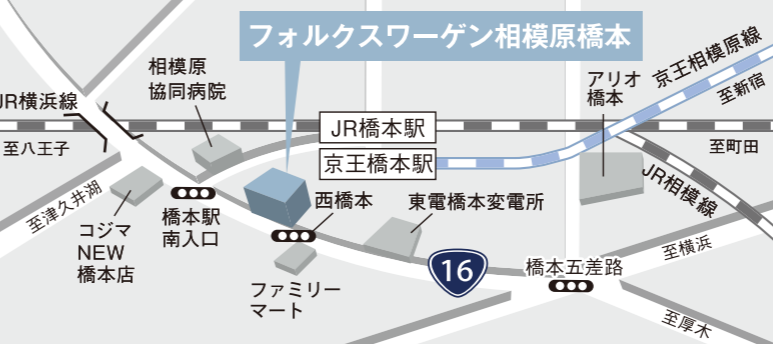 フォルクスワーゲン相模原橋本
相模原
協同病院
JR横浜線
至八王子
JR橋本駅
京王橋本駅
アリオ
橋本
京王相模原線
至新宿
至町田
JR相模線
至津久井湖
コジマ
NEW
橋本店
橋本駅
南入口
西橋本
東電橋本変電所
ファミリー
マート
16
橋本五差路
至横浜
至厚木